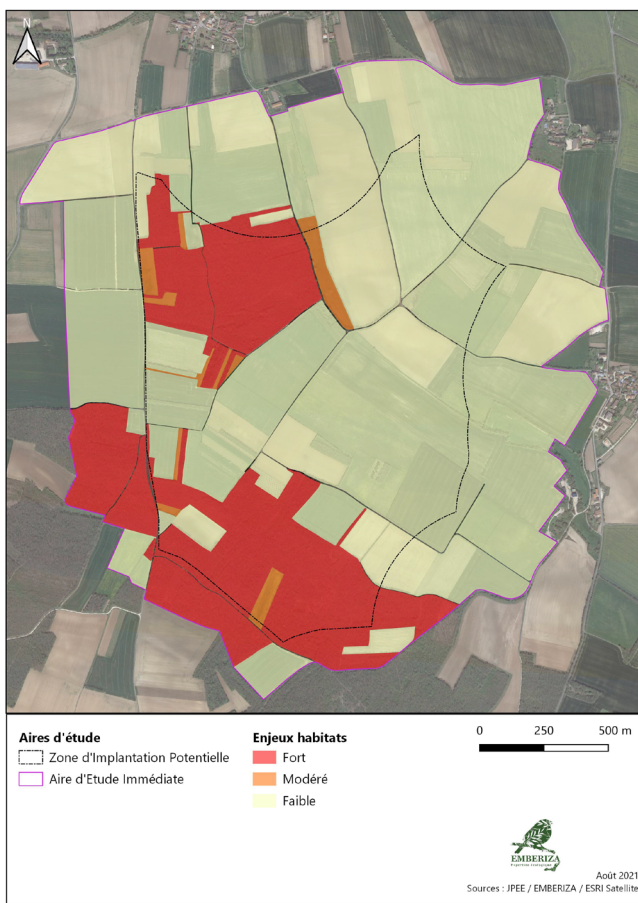 N
Aires d'étude
Zone d'Implantation Potentielle
Aire d'Etude Immédiate
Enjeux habitats
Fort
Modéré
Faible
0 250 500 m
EMBERIZA
Août 2021
Sources : JPEE / EMBERIZA / ESRI Satellite